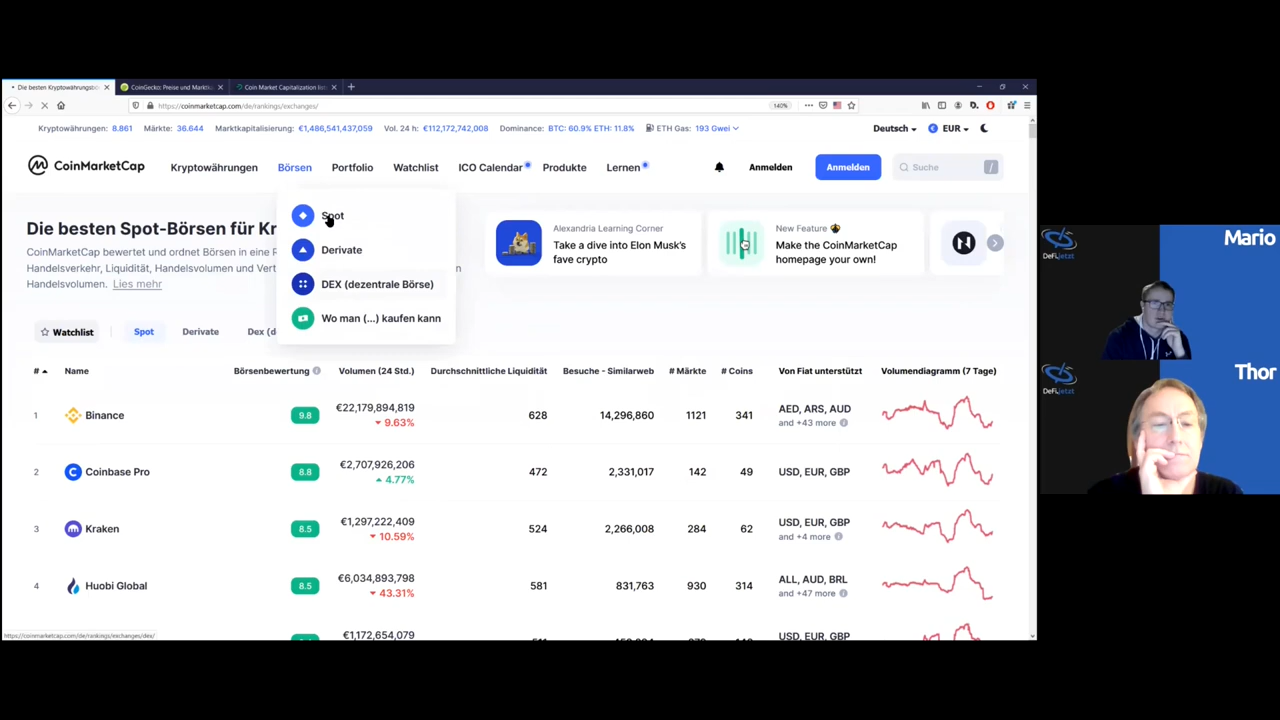 Die besten Kryptowährungsbö
CoinGecko: Preise und Marktk
Coin Market Capitalization lis
https://coinmarketcap.com/de/rankings/exchanges/
140%
Kryptowährungen: 8.861 Märkte: 36.644 Marktkapitalisierung: €1,486,541,437,059 Vol. 24 h: €112,172,742,008 Dominance: BTC: 60.9% ETH: 11.8% ETH Gas: 193 Gwei
Deutsch EUR
CoinMarketCap
Kryptowährungen Börsen Portfolio Watchlist ICO Calendar Produkte Lernen
Anmelden Anmelden Suche /
Spot
Derivate
DEX (dezentrale Börse)
Wo man (...) kaufen kann
Die besten Spot-Börsen für Kr
CoinMarketCap bewertet und ordnet Börsen in eine R
Handelsverkehr, Liquidität, Handelsvolumen und Vert
n
Handelsvolumen. Lies mehr
Alexandria Learning Corner
Take a dive into Elon Musk's
fave crypto
New Feature
Make the CoinMarketCap
homepage your own!
Watchlist Spot Derivate Dex (d
# Name Börsenbewertung Volumen (24 Std.) Durchschnittliche Liquidität Besuche - Similarweb # Märkte # Coins Von Fiat unterstützt Volumendiagramm (7 Tage)
1 Binance 9.8 €22,179,894,819 628 14,296,860 1121 341 AED, ARS, AUD
9.63% and +43 more
2 Coinbase Pro 8.8 €2,707,926,206 472 2,331,017 142 49 USD, EUR, GBP
4.77%
3 Kraken 8.5 €1,297,222,409 524 2,266,008 284 62 USD, EUR, GBP
10.59% and +4 more
4 Huobi Global 8.5 €6,034,893,798 581 831,763 930 314 ALL, AUD, BRL
43.31% and +47 more
€1,172,654,079 USD, EUR, GBP
https://coinmarketcap.com/de/rankings/exchanges/dex/
DeFi.jetzt
Mario
DeFi.jetzt
Thor